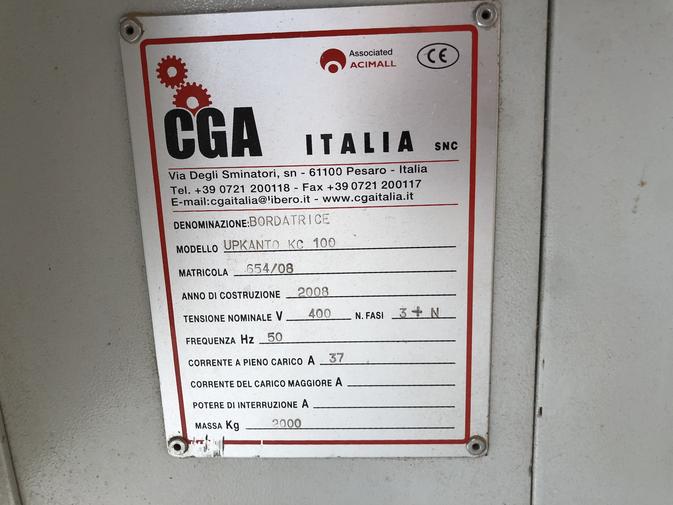 Associated
ACIMALL
CE
CGA ITALIA SNC
Via Degli Sminatori, sn - 61100 Pesaro - Italia
Tel. +39 0721 200118 - Fax +39 0721 200117
E-mail:cgaitalia@libero.it - www.cgaitalia.it
DENOMINAZIONE: BORDATRICE
MODELLO UPKANTO KC 100
MATRICOLA 654/08
ANNO DI COSTRUZIONE 2008
TENSIONE NOMINALE V 400 N. FASI 3 + N
FREQUENZA Hz 50
CORRENTE A PIENO CARICO A 37
CORRENTE DEL CARICO MAGGIORE A
POTERE DI INTERRUZIONE A
MASSA Kg 2000